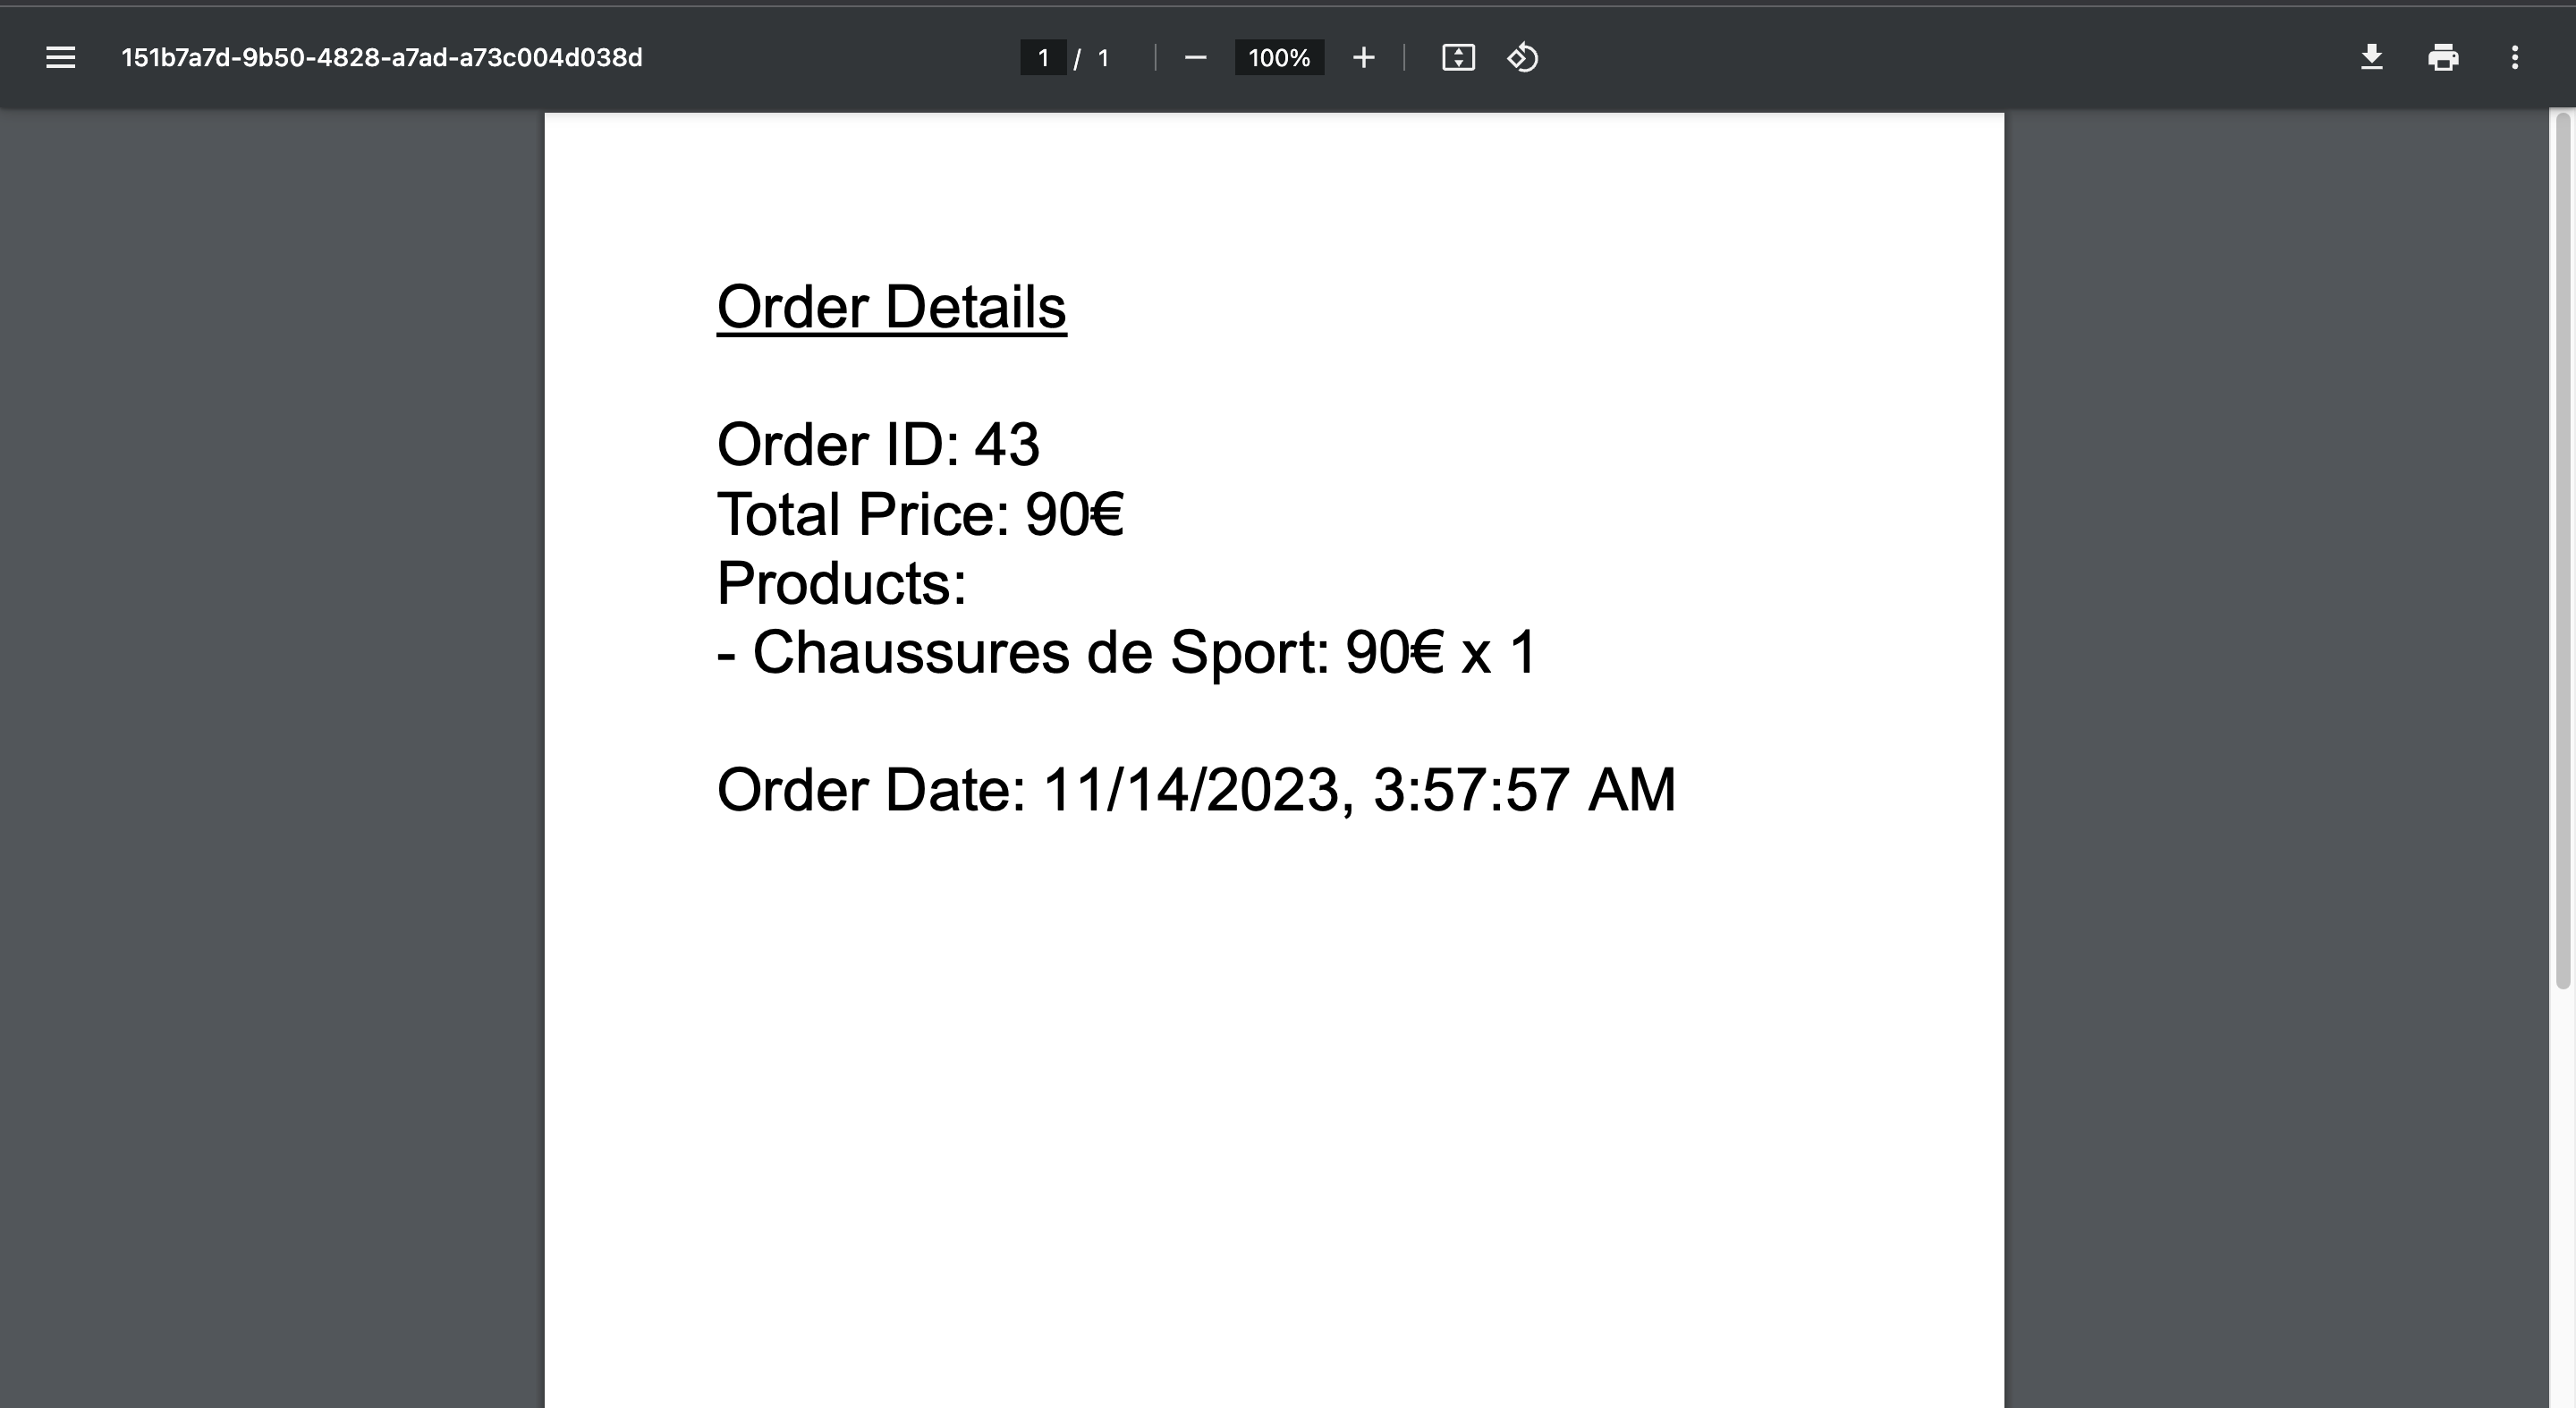 151b7a7d-9b50-4828-a7ad-a73c004d038d
1 / 1
100%
Order Details
Order ID: 43
Total Price: 90€
Products:
- Chaussures de Sport: 90€ x 1
Order Date: 11/14/2023, 3:57:57 AM